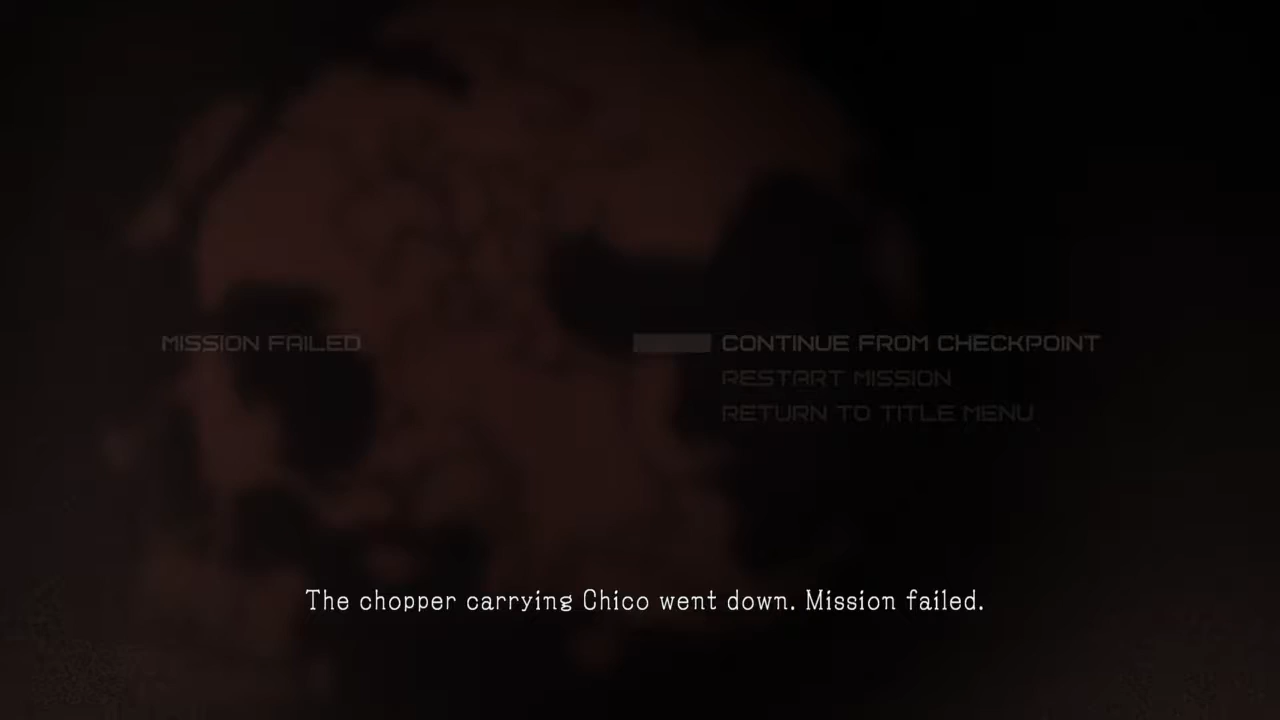 MISSION FAILED
CONTINUE FROM CHECKPOINT
RESTART MISSION
RETURN TO TITLE MENU
The chopper carrying Chico went down. Mission failed.